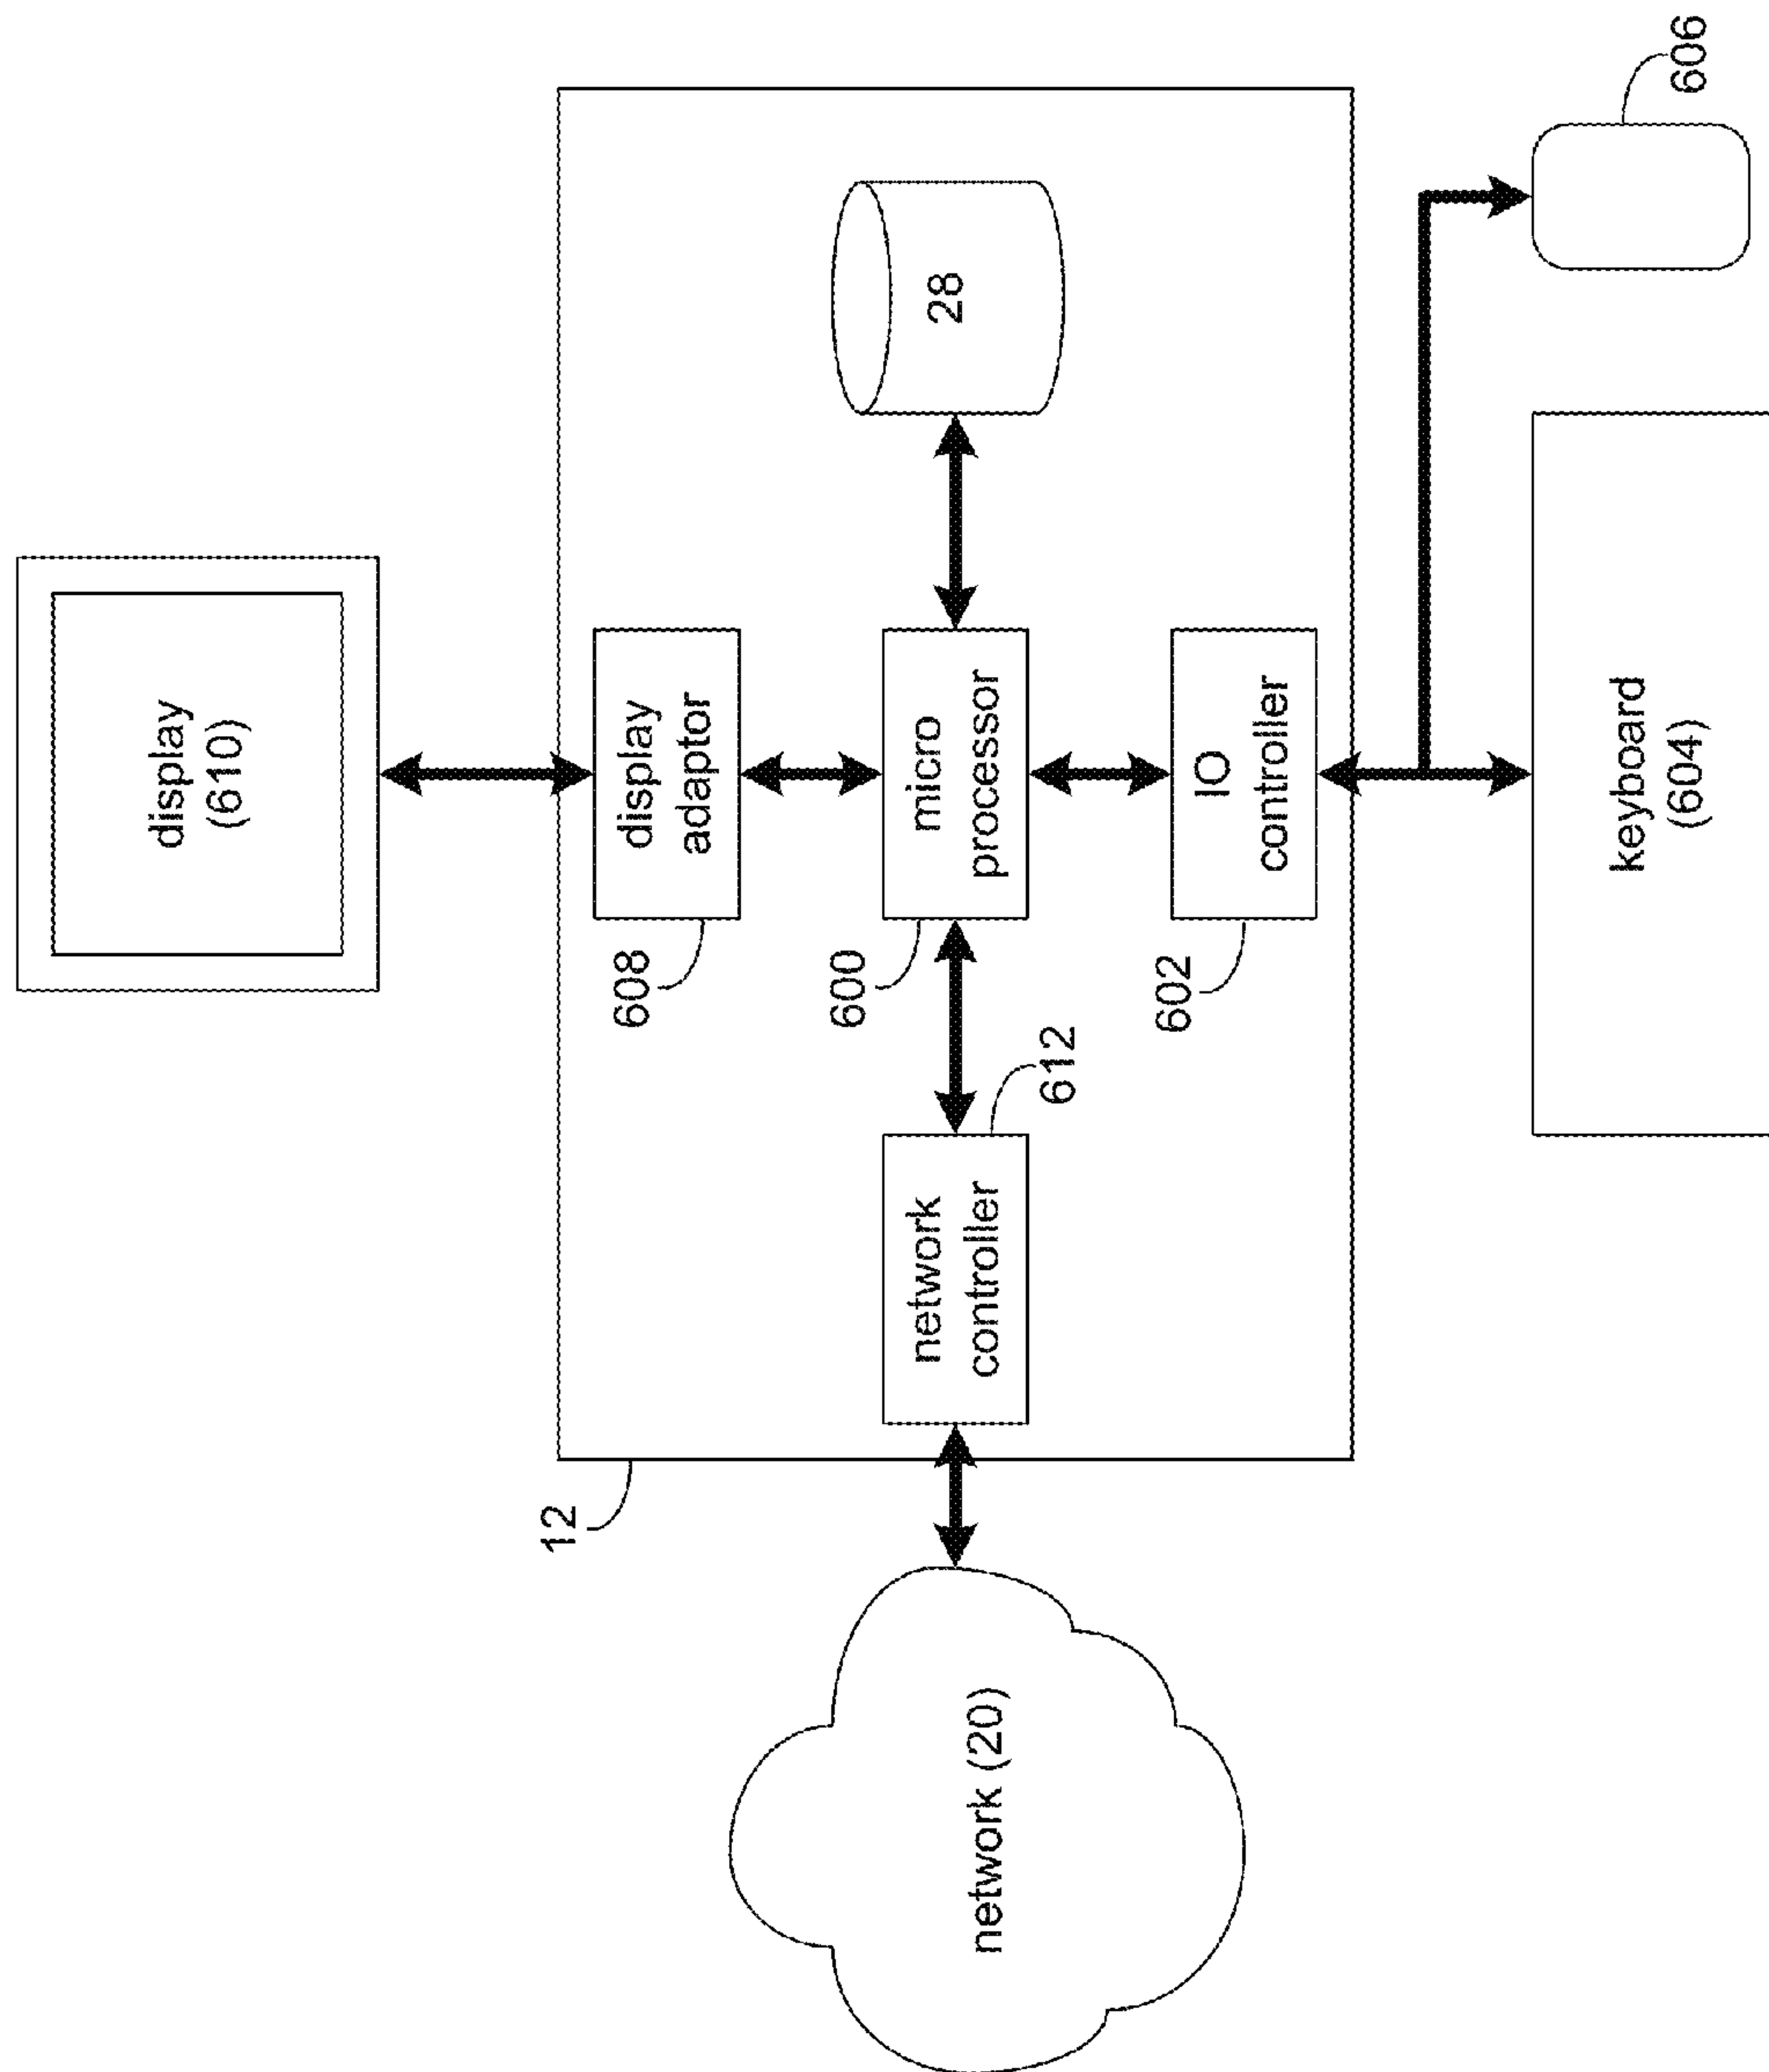 display
(610)
display
adaptor
608
micro
processor
600
28
network
controller
612
IO
controller
602
12
network (20)
keyboard
(604)
606